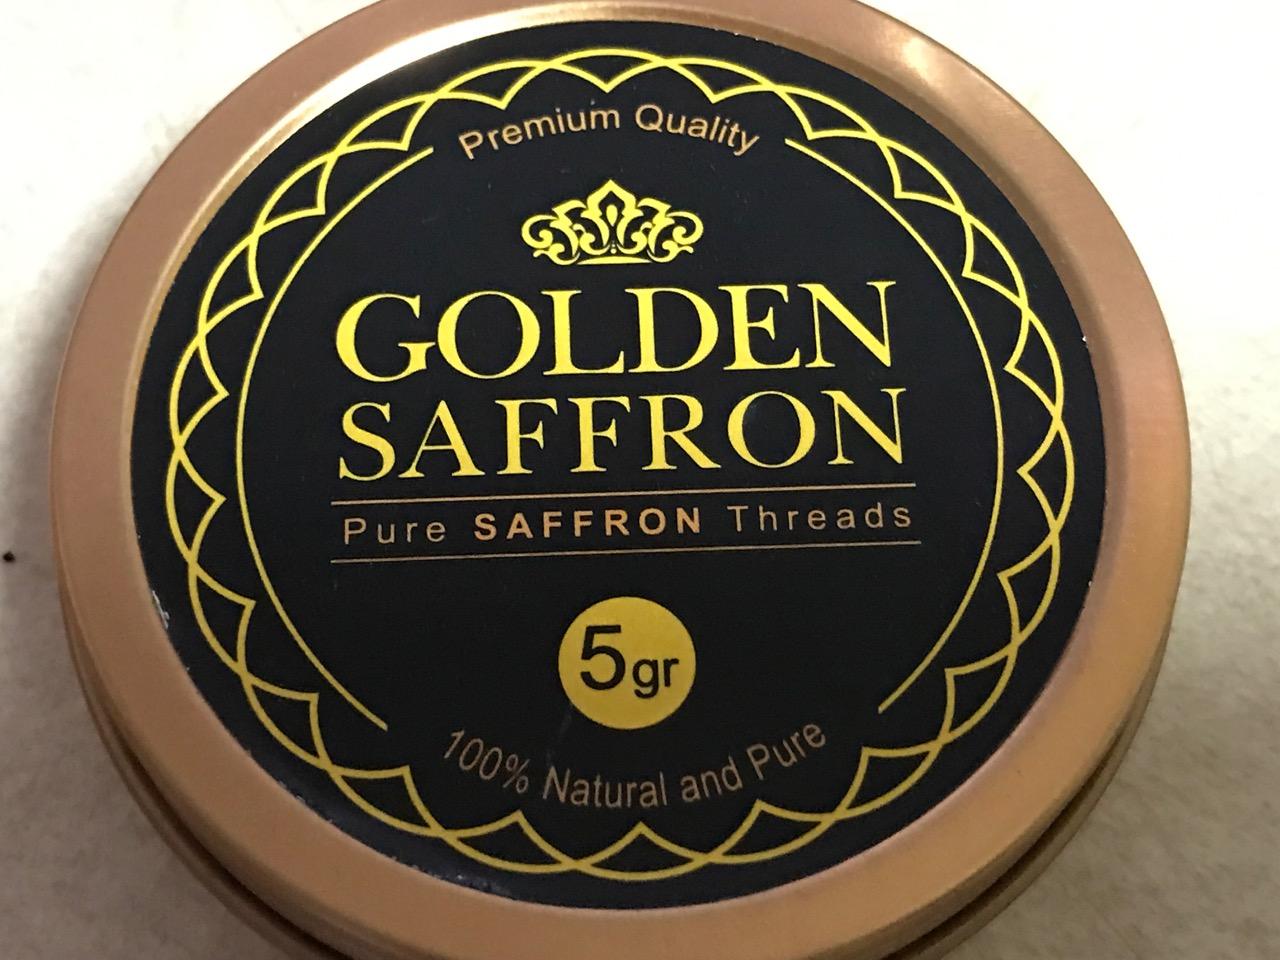 Premium Quality
GOLDEN
SAFFRON
Pure SAFFRON Threads
5gr
100% Natural and Pure